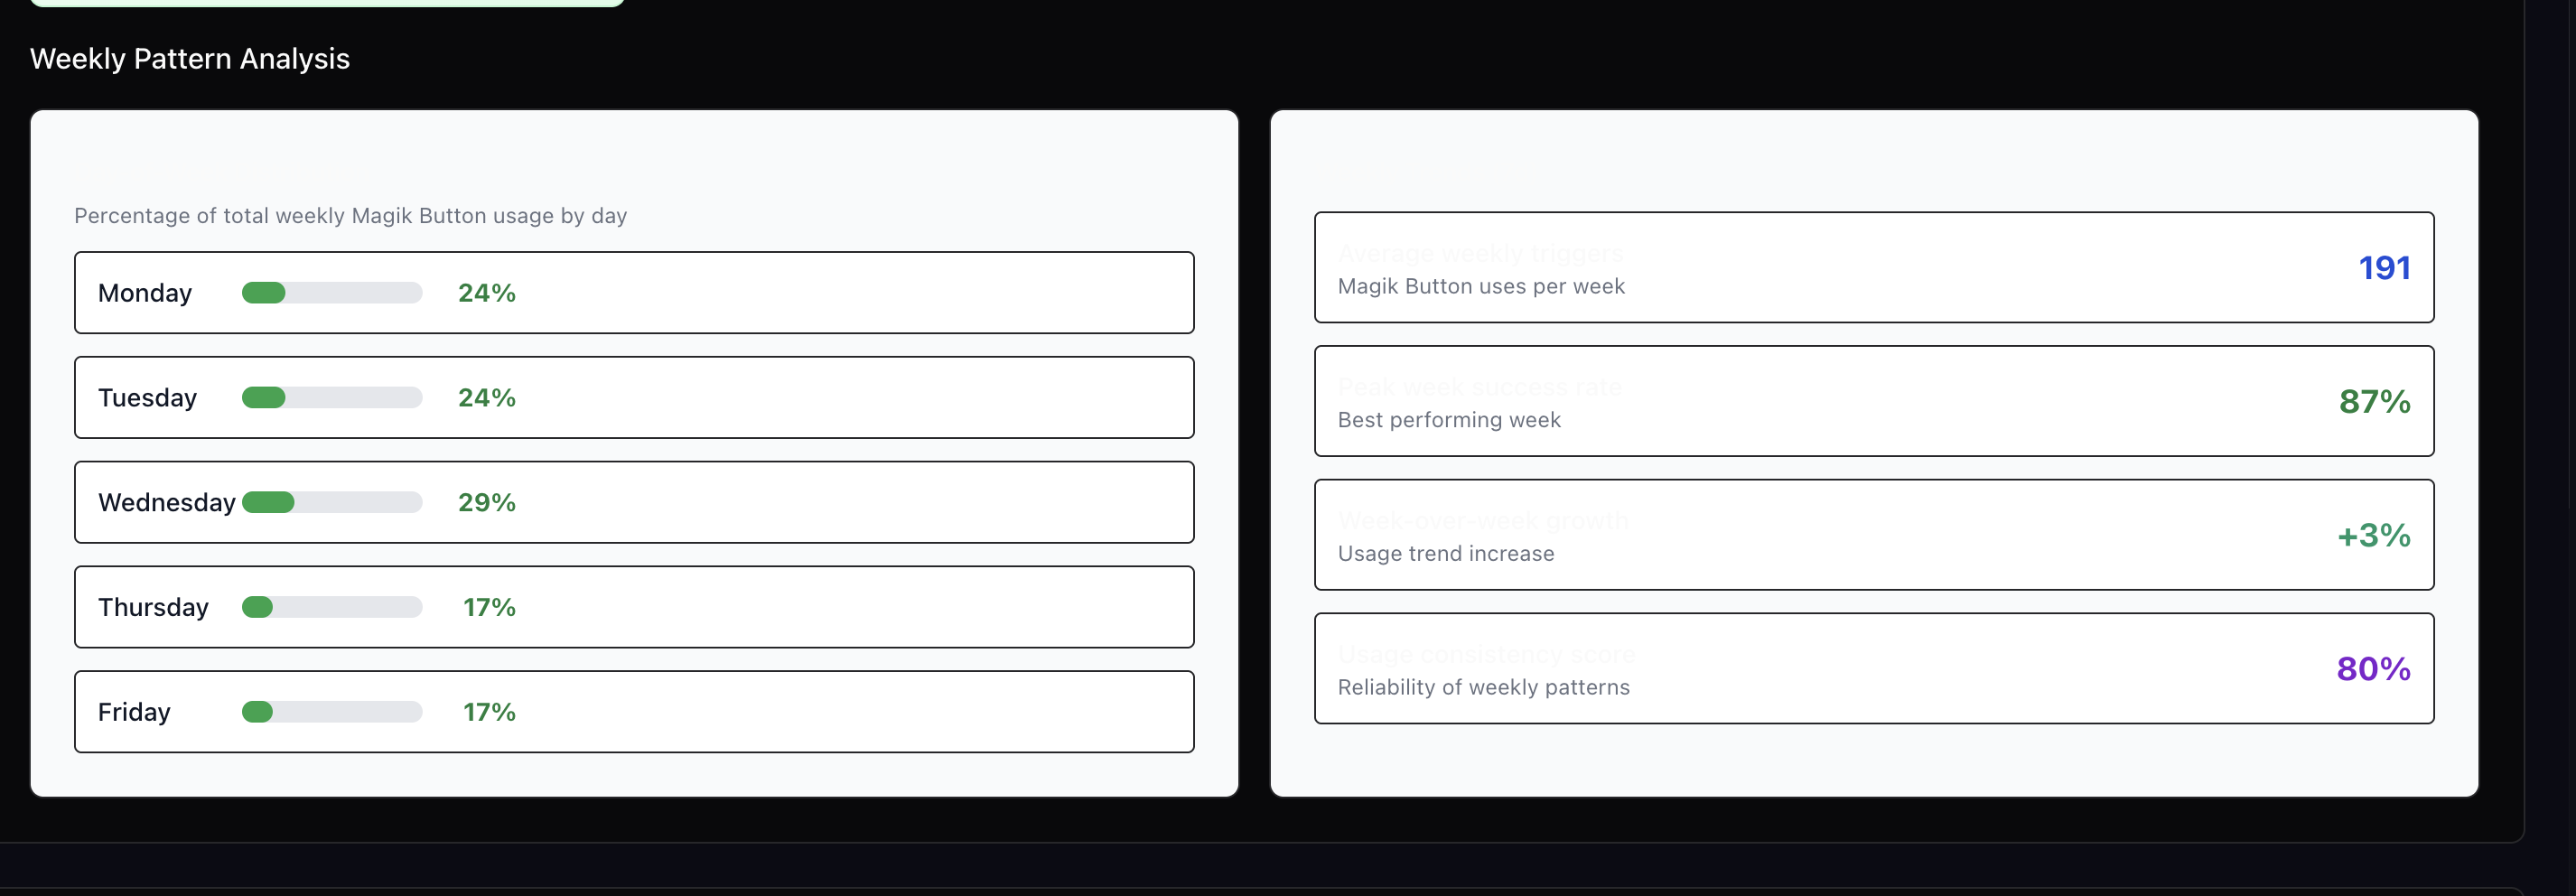 Weekly Pattern Analysis
Percentage of total weekly Magik Button usage by day
Monday 24%
Tuesday 24%
Wednesday 29%
Thursday 17%
Friday 17%
Average weekly triggers
Magik Button uses per week
191
Peak week success rate
Best performing week
87%
Week-over-week growth
Usage trend increase
+3%
Usage consistency score
Reliability of weekly patterns
80%